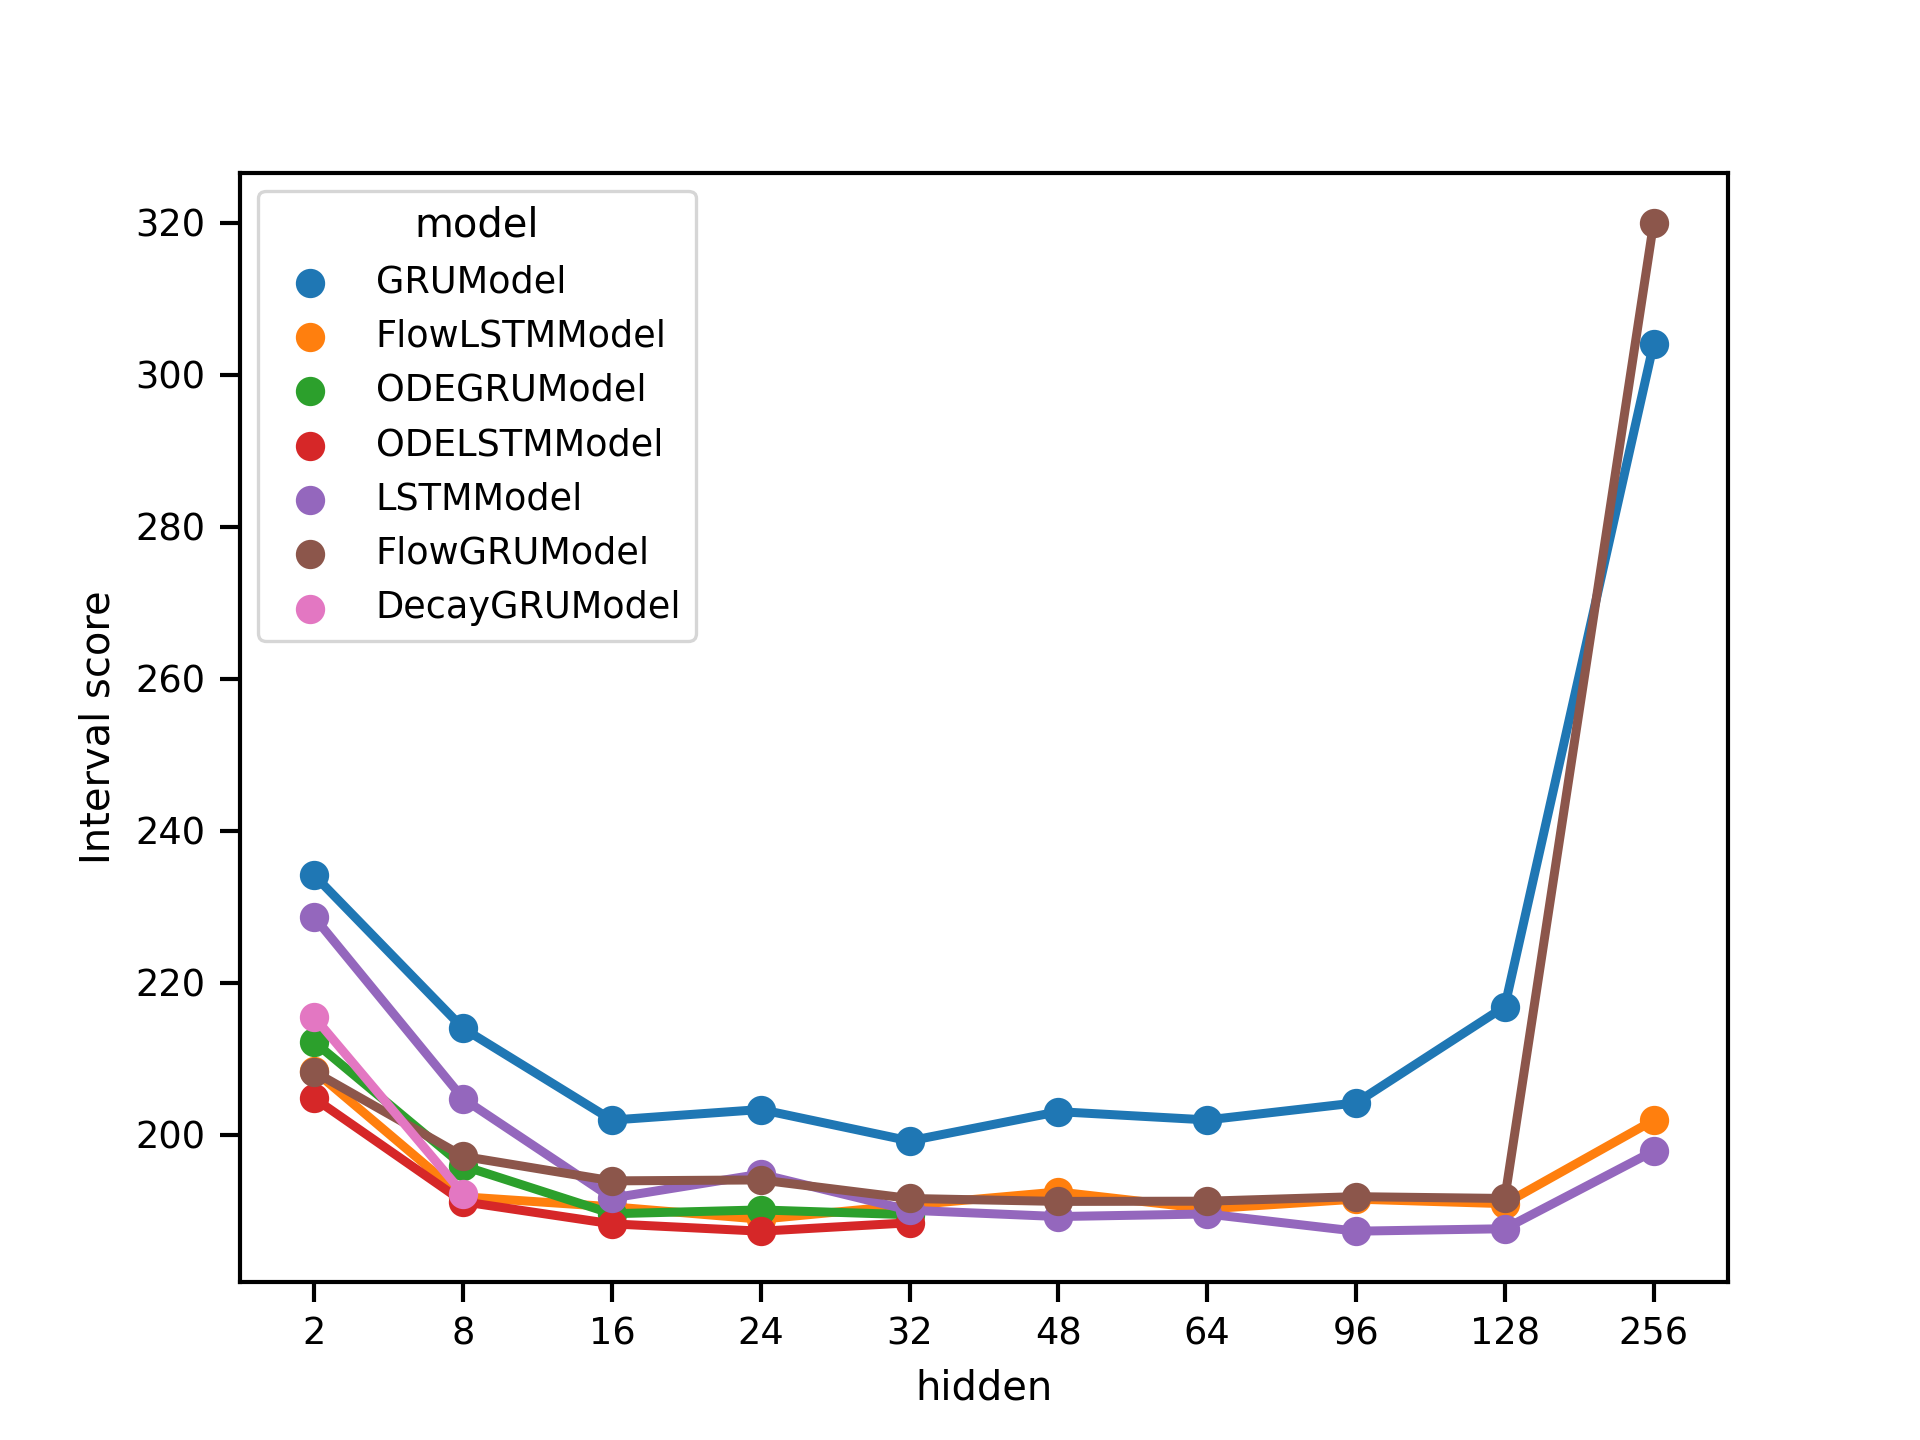 model
GRUModel
FlowLSTMModel
ODEGRUModel
ODELSTMModel
LSTMModel
FlowGRUModel
DecayGRUModel
Interval score
320
300
280
260
240
220
200
2 8 16 24 32 48 64 96 128 256
hidden